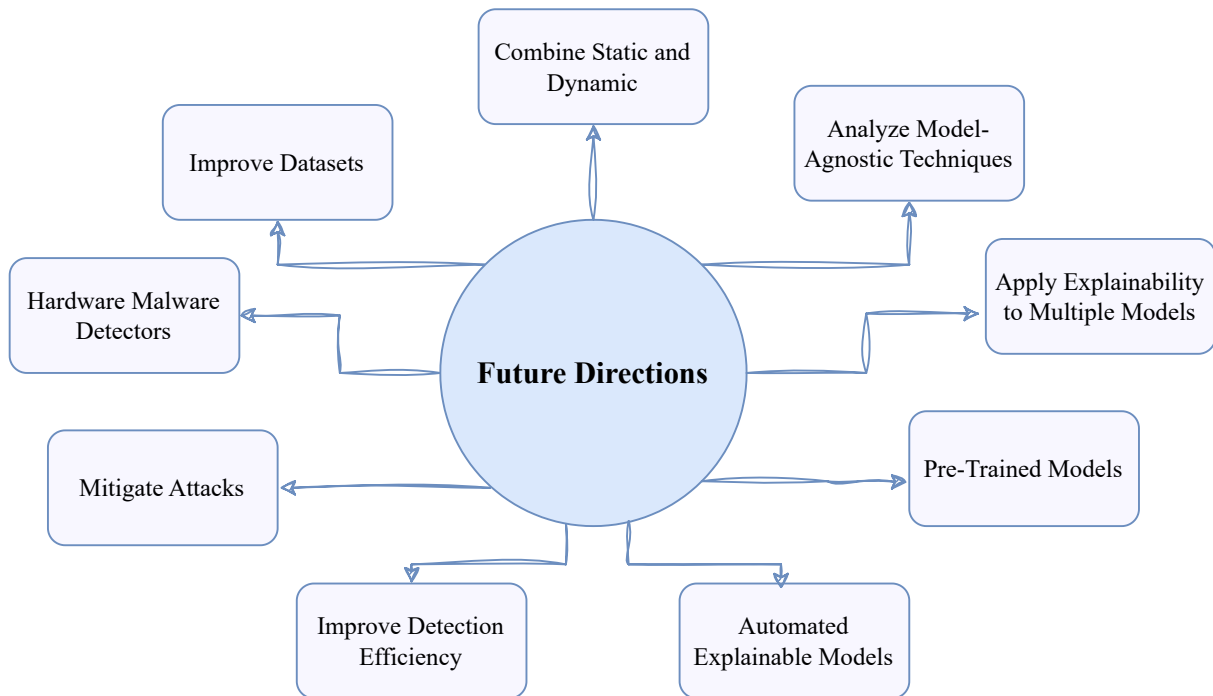 Combine Static and
Dynamic
Analyze Model-
Agnostic Techniques
Improve Datasets
Apply Explainability
to Multiple Models
Hardware Malware
Detectors
Future Directions
Pre-Trained Models
Mitigate Attacks
Improve Detection
Efficiency
Automated
Explainable Models